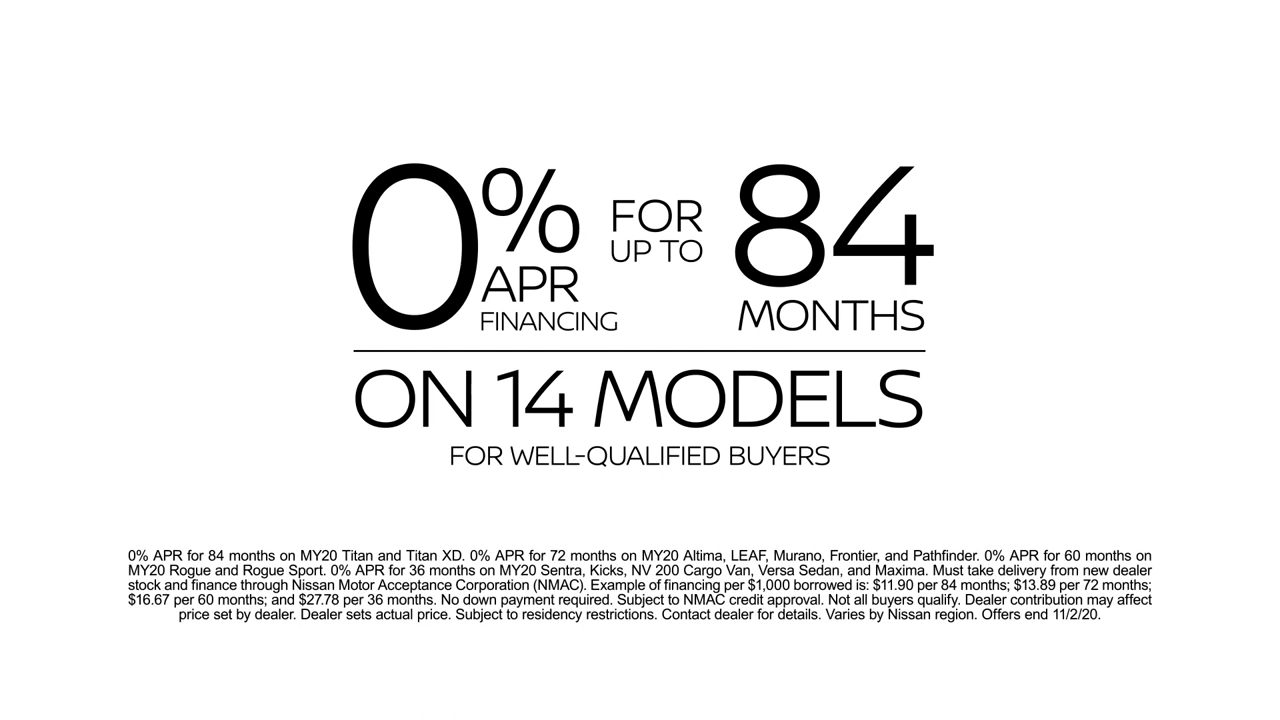 0% APR FINANCING FOR UP TO 84 MONTHS
ON 14 MODELS
FOR WELL-QUALIFIED BUYERS
0% APR for 84 months on MY20 Titan and Titan XD. 0% APR for 72 months on MY20 Altima, LEAF, Murano, Frontier, and Pathfinder. 0% APR for 60 months on
MY20 Rogue and Rogue Sport. 0% APR for 36 months on MY20 Sentra, Kicks, NV 200 Cargo Van, Versa Sedan, and Maxima. Must take delivery from new dealer
stock and finance through Nissan Motor Acceptance Corporation (NMAC). Example of financing per $1,000 borrowed is: $11.90 per 84 months; $13.89 per 72 months;
$16.67 per 60 months; and $27.78 per 36 months. No down payment required. Subject to NMAC credit approval. Not all buyers qualify. Dealer contribution may affect
price set by dealer. Dealer sets actual price. Subject to residency restrictions. Contact dealer for details. Varies by Nissan region. Offers end 11/2/20.